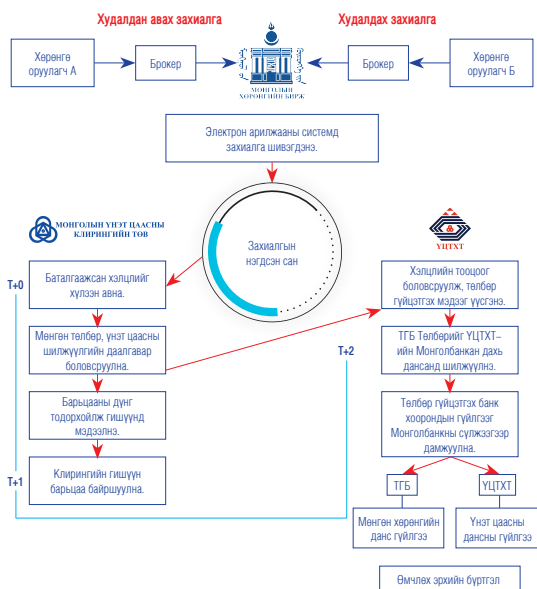 Худалдан авах захиалга
Худалдах захиалга
Хөрөнгө
оруулагч А
Брокер
МОНГОЛЫН
ХӨРӨНГИЙН БИРЖ
Брокер
Хөрөнгө
оруулагч Б
Электрон арилжааны системд
захиалга шивэгдэнэ.
МОНГОЛЫН ҮНЭТ ЦААСНЫ
КЛИРИНГИЙН ТӨВ
Захиалгын
нэгдсэн сан
ҮЦТХТ
T+0
Баталгаажсан хэлцлийг
хүлээн авна.
Мөнгөн төлбөр, үнэт цаасны
шилжүүлгийн даалгавар
боловсруулна.
Барьцааны дүнг
тодорхойлж гишүүнд
мэдээлнэ.
T+1
Клирингийн гишүүн
барьцаа байршуулна.
T+2
Хэлцлийн тооцоог
боловсруулж, төлбөр
гүйцэтгэх мэдээг үүсгэнэ.
ТГБ Төлбөрийг ҮЦТХТ–
ийн Монголбанкан дахь
дансанд шилжүүлнэ.
Төлбөр гүйцэтгэх банк
хоорондын гүйлгээг
Монголбанкны сүлжээгээр
дамжуулна.
ТГБ
ҮЦТХТ
Мөнгөн хөрөнгийн
данс гүйлгээ
Үнэт цаасны
дансны гүйлгээ
Өмчлөх эрхийн бүртгэл